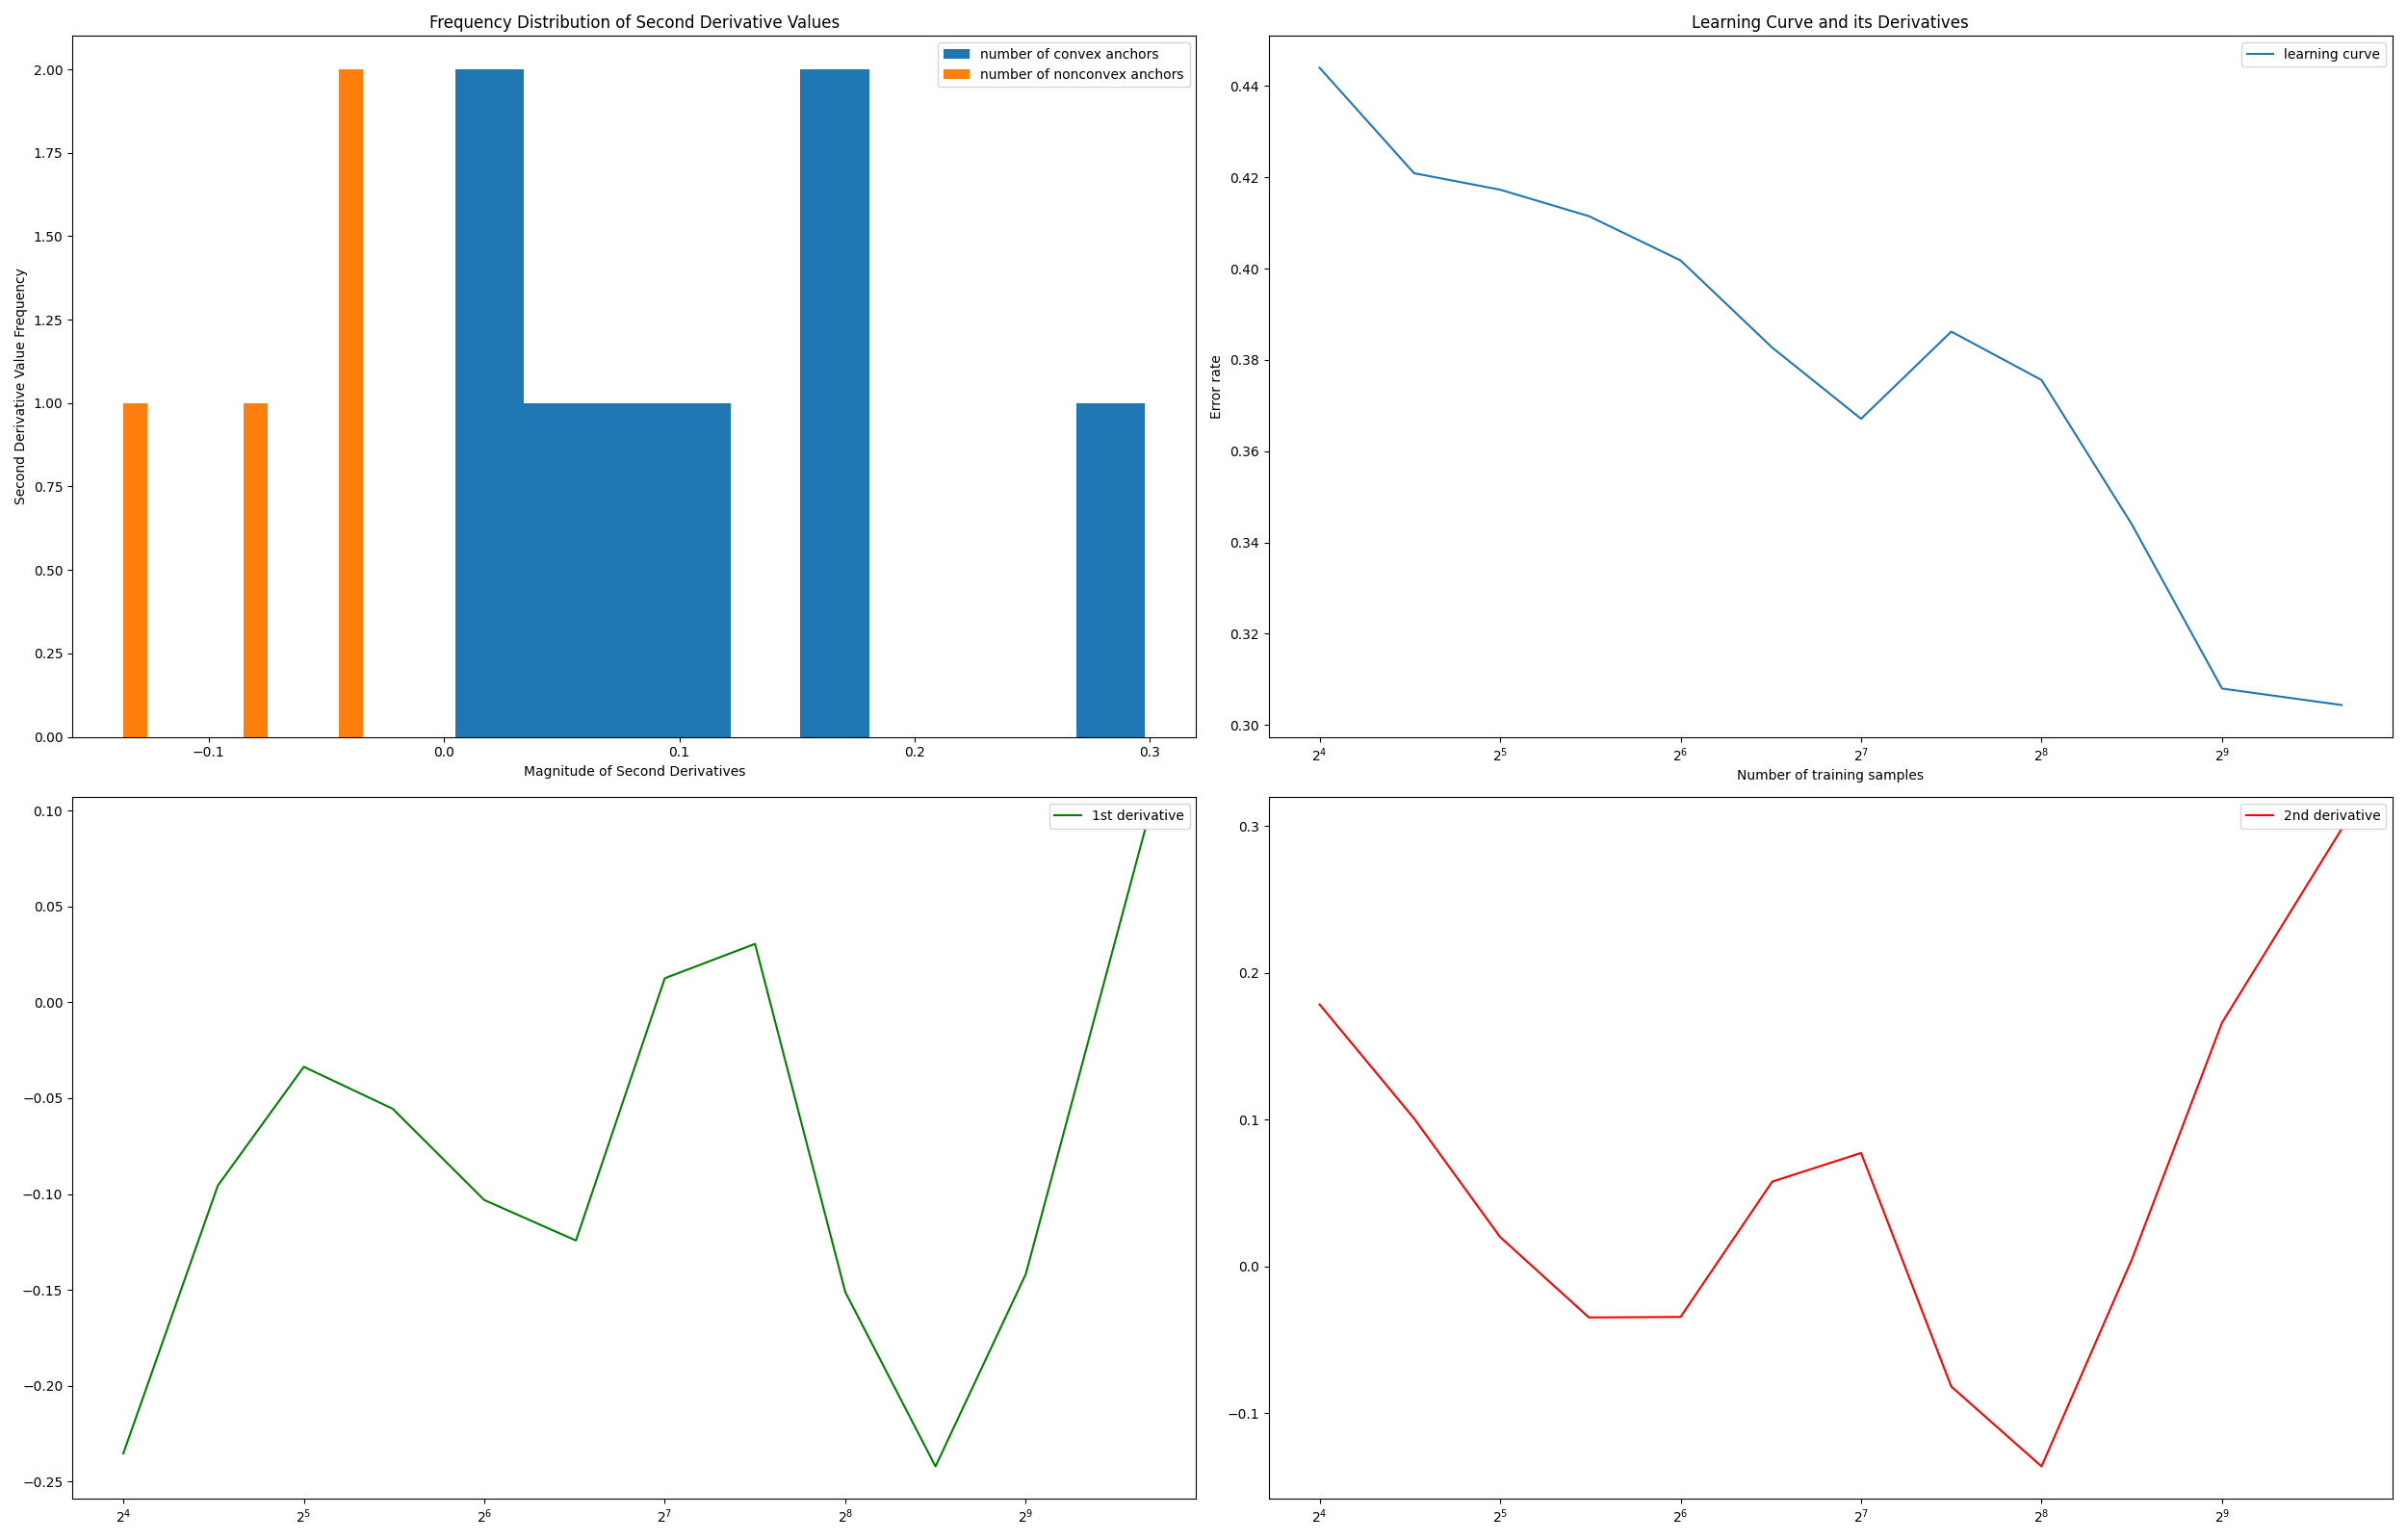 Frequency Distribution of Second Derivative Values
number of convex anchors
number of nonconvex anchors
2.00
1.75
1.50
1.25
1.00
0.75
0.50
0.25
0.00
Second Derivative Value Frequency
−0.1 0.0 0.1 0.2 0.3
Magnitude of Second Derivatives
Learning Curve and its Derivatives
learning curve
0.44
0.42
0.40
0.38
0.36
0.34
0.32
0.30
Error rate
2⁴ 2⁵ 2⁶ 2⁷ 2⁸ 2⁹
Number of training samples
1st derivative
0.10
0.05
0.00
−0.05
−0.10
−0.15
−0.20
−0.25
2⁴ 2⁵ 2⁶ 2⁷ 2⁸ 2⁹
2nd derivative
0.3
0.2
0.1
0.0
−0.1
2⁴ 2⁵ 2⁶ 2⁷ 2⁸ 2⁹